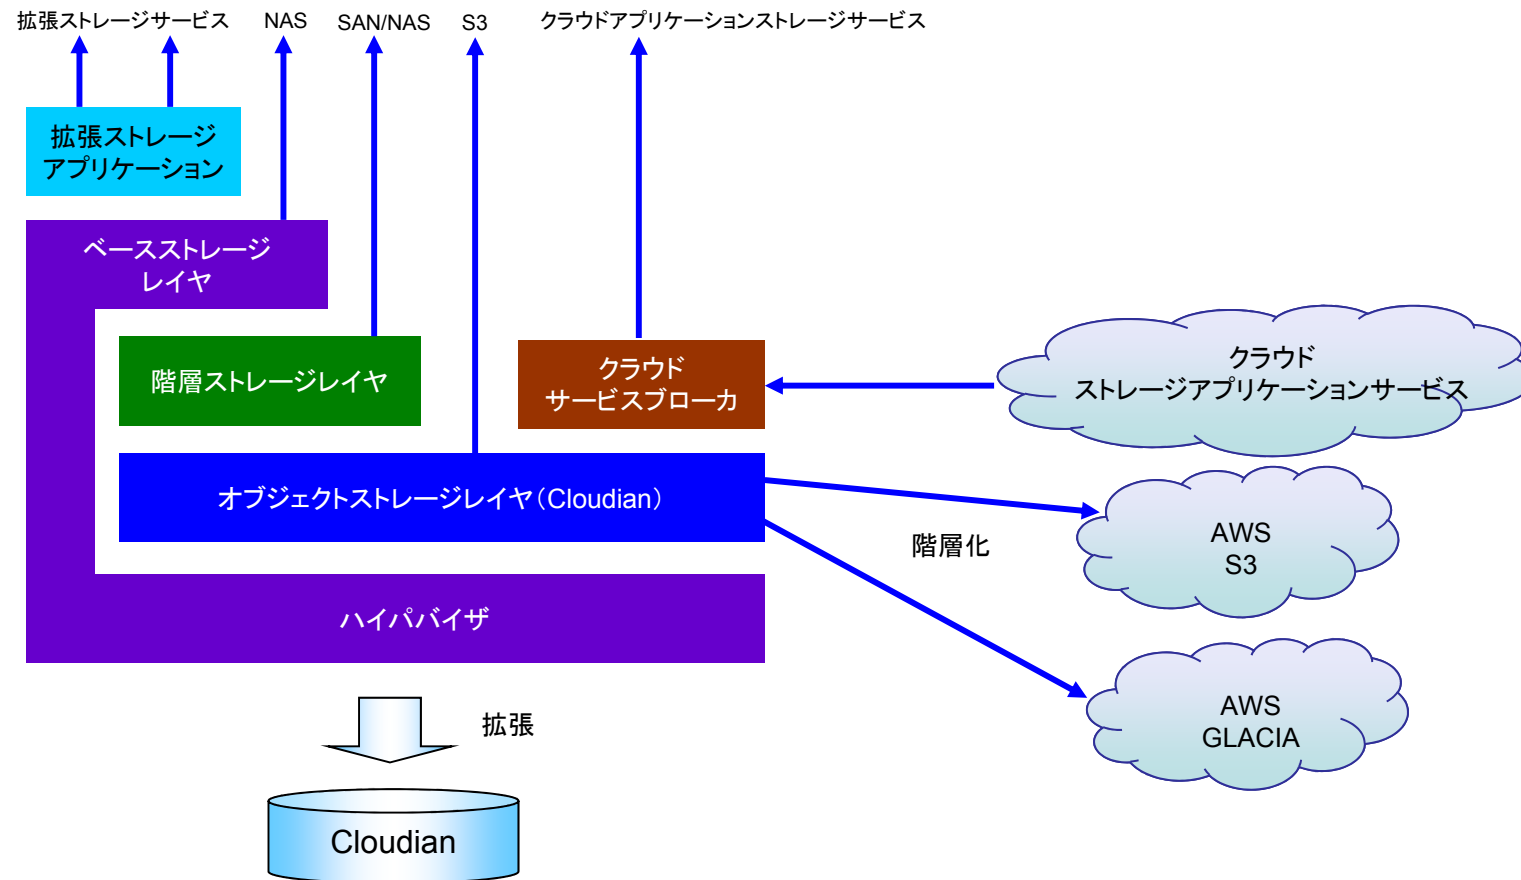 拡張ストレージサービス
NAS
SAN/NAS
S3
クラウドアプリケーションストレージサービス
拡張ストレージ
アプリケーション
ベースストレージ
レイヤ
階層ストレージレイヤ
クラウド
サービスブローカ
クラウド
ストレージアプリケーションサービス
オブジェクトストレージレイヤ（Cloudian）
階層化
AWS
S3
ハイパバイザ
AWS
GLACIA
拡張
Cloudian